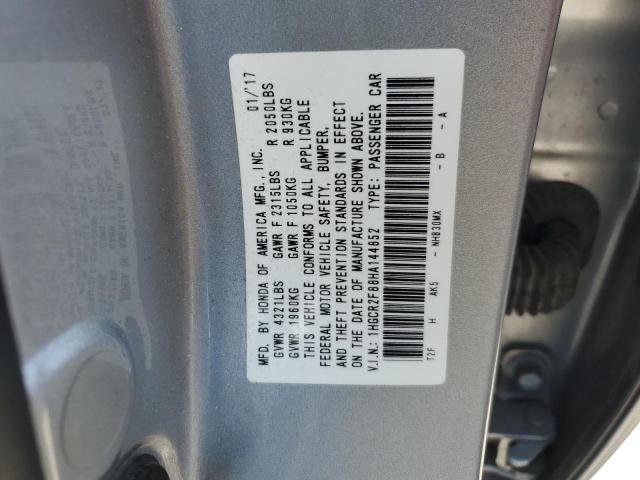 MFD. BY HONDA OF AMERICA MFG., INC. 01/'17
GVWR 4321LBS GAWR F 2315LBS R 2050LBS
GVWR 1960KG GAWR F 1050KG R 930KG
THIS VEHICLE CONFORMS TO ALL APPLICABLE
FEDERAL MOTOR VEHICLE SAFETY, BUMPER,
AND THEFT PREVENTION STANDARDS IN EFFECT
ON THE DATE OF MANUFACTURE SHOWN ABOVE.
V.I.N.: 1HGCR2F88HA144852 TYPE: PASSENGER CAR
T2F H AK5 - NH830MX - B - A